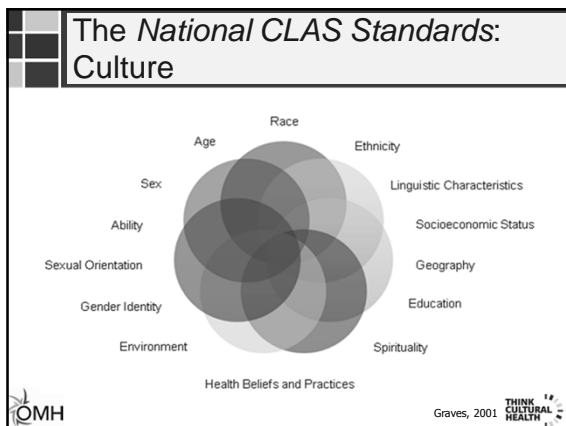 The National CLAS Standards:
Culture
Race
Age
Ethnicity
Sex
Linguistic Characteristics
Ability
Socioeconomic Status
Sexual Orientation
Geography
Gender Identity
Education
Environment
Spirituality
Health Beliefs and Practices
OMH
Graves, 2001
THINK
CULTURAL
HEALTH